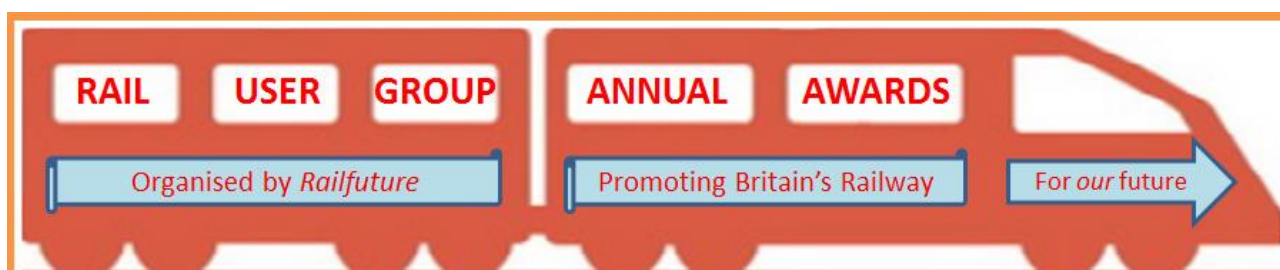 RAIL USER GROUP ANNUAL AWARDS
Organised by Railfuture
Promoting Britain's Railway
For our future